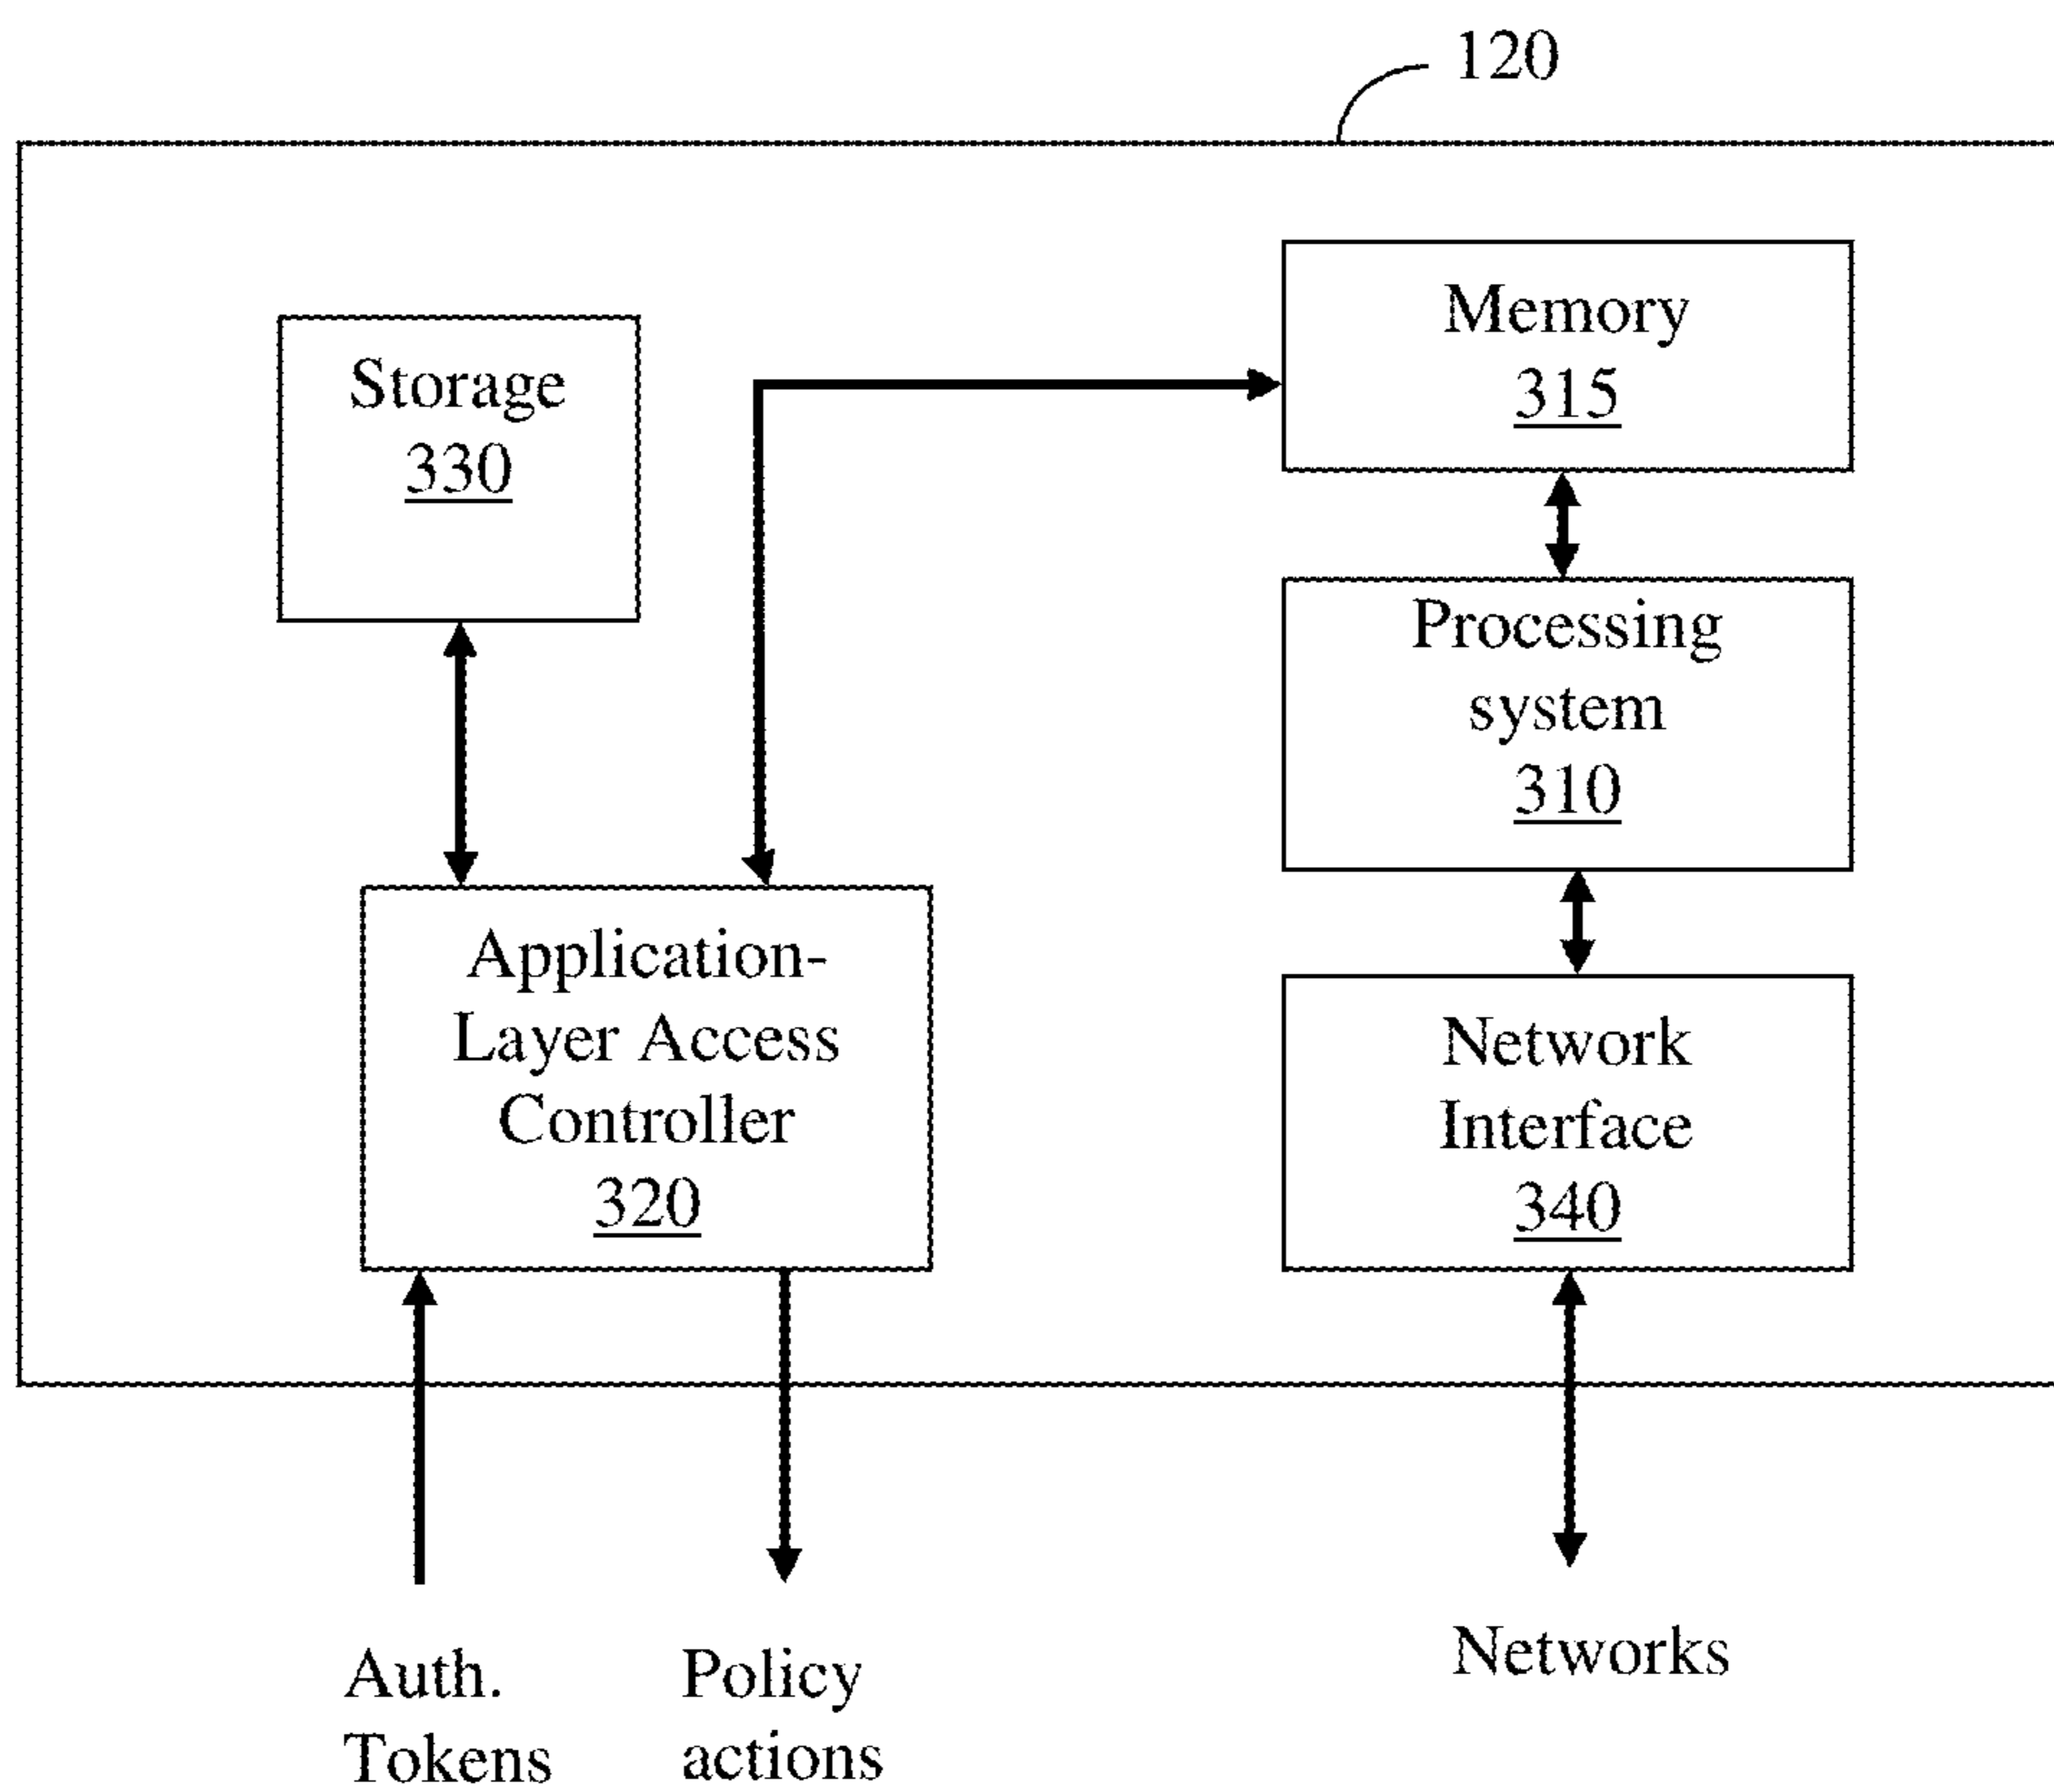 120
Memory
315
Storage
330
Processing
system
310
Application-
Layer Access
Controller
320
Network
Interface
340
Auth.
Tokens
Policy
actions
Networks